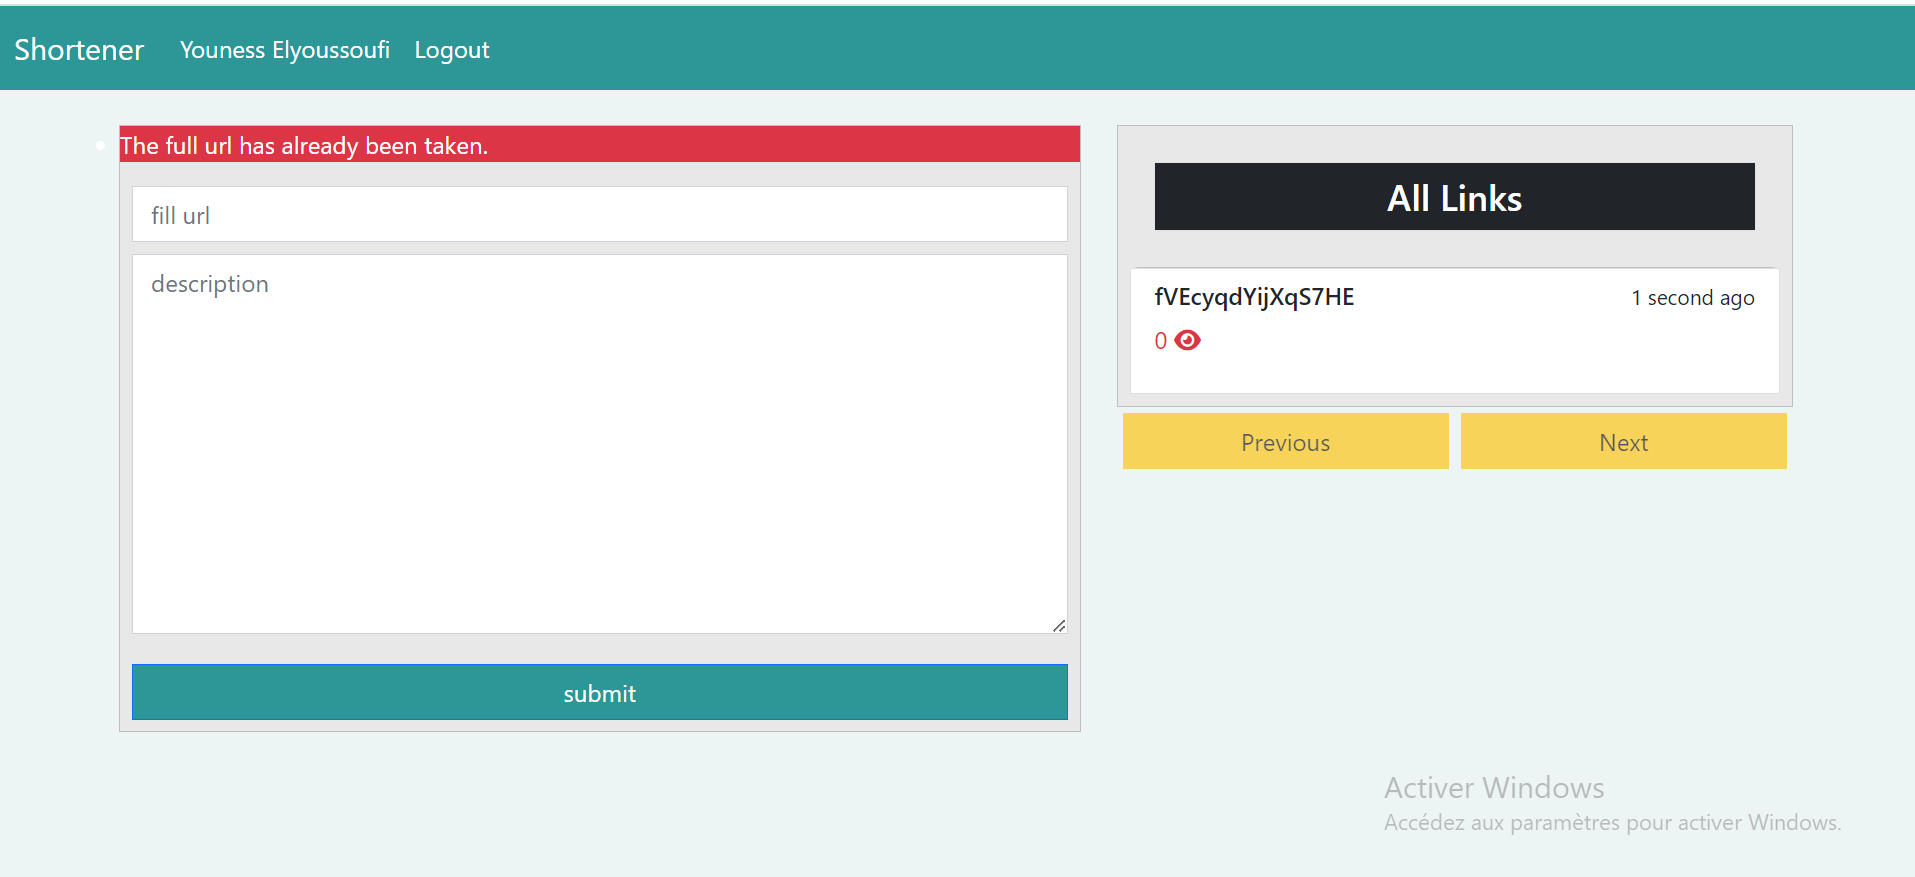 Shortener Youness Elyoussoufi Logout
The full url has already been taken.
fill url
description
submit
All Links
fVEcyqdYijXqS7HE 1 second ago
0
Previous Next
Activer Windows
Accédez aux paramètres pour activer Windows.